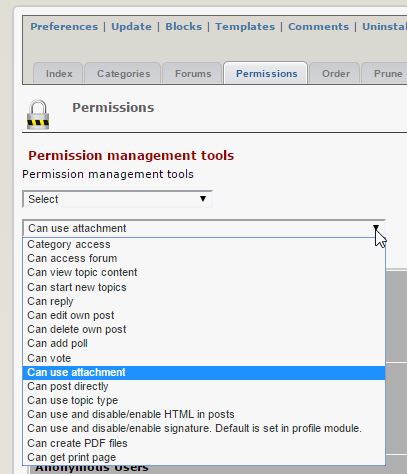 Preferences | Update | Blocks | Templates | Comments | Uninstal
Index Categories Forums Permissions Order Prune
Permissions
Permission management tools
Permission management tools
Select
Can use attachment
Category access
Can access forum
Can view topic content
Can start new topics
Can reply
Can edit own post
Can delete own post
Can add poll
Can vote
Can use attachment
Can post directly
Can use topic type
Can use and disable/enable HTML in posts
Can use and disable/enable signature. Default is set in profile module.
Can create PDF files
Can get print page
Anonymous Users